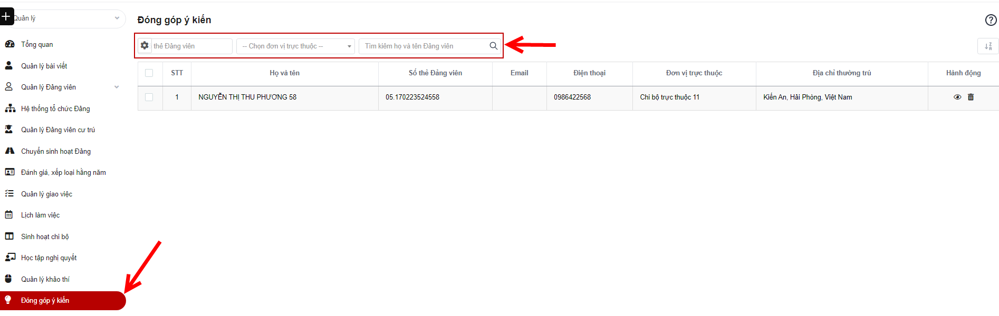 Quản lý
Tổng quan
Quản lý bài viết
Quản lý Đảng viên
Hệ thống tổ chức Đảng
Quản lý Đảng viên cư trú
Chuyển sinh hoạt Đảng
Đánh giá, xếp loại hằng năm
Quản lý giao việc
Lịch làm việc
Sinh hoạt chi bộ
Học tập nghị quyết
Quản lý khảo thí
Đóng góp ý kiến
Đóng góp ý kiến
thẻ Đảng viên -- Chọn đơn vị trực thuộc -- Tìm kiếm họ và tên Đảng viên
STT Họ và tên Số thẻ Đảng viên Email Điện thoại Đơn vị trực thuộc Địa chỉ thường trú Hành động
1 NGUYỄN THỊ THU PHƯƠNG 58 05.170223524558 0986422568 Chi bộ trực thuộc 11 Kiến An, Hải Phòng, Việt Nam